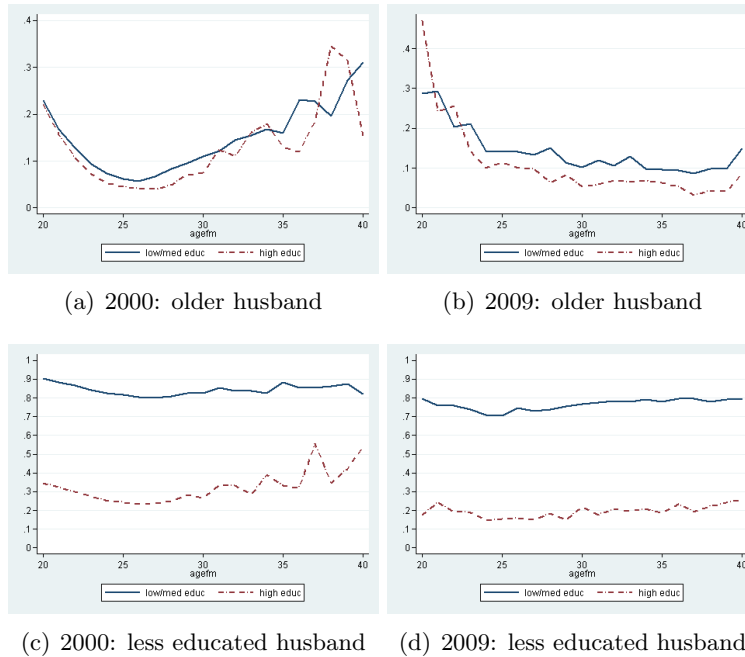 .4
.3
.2
.1
0
20 25 30 35 40
agefm
low/med educ high educ
(a) 2000: older husband
.4
.3
.2
.1
0
20 25 30 35 40
agefm
low/med educ high educ
(b) 2009: older husband
1
.9
.8
.7
.6
.5
.4
.3
.2
.1
0
20 25 30 35 40
agefm
low/med educ high educ
(c) 2000: less educated husband
1
.9
.8
.7
.6
.5
.4
.3
.2
.1
0
20 25 30 35 40
agefm
low/med educ high educ
(d) 2009: less educated husband